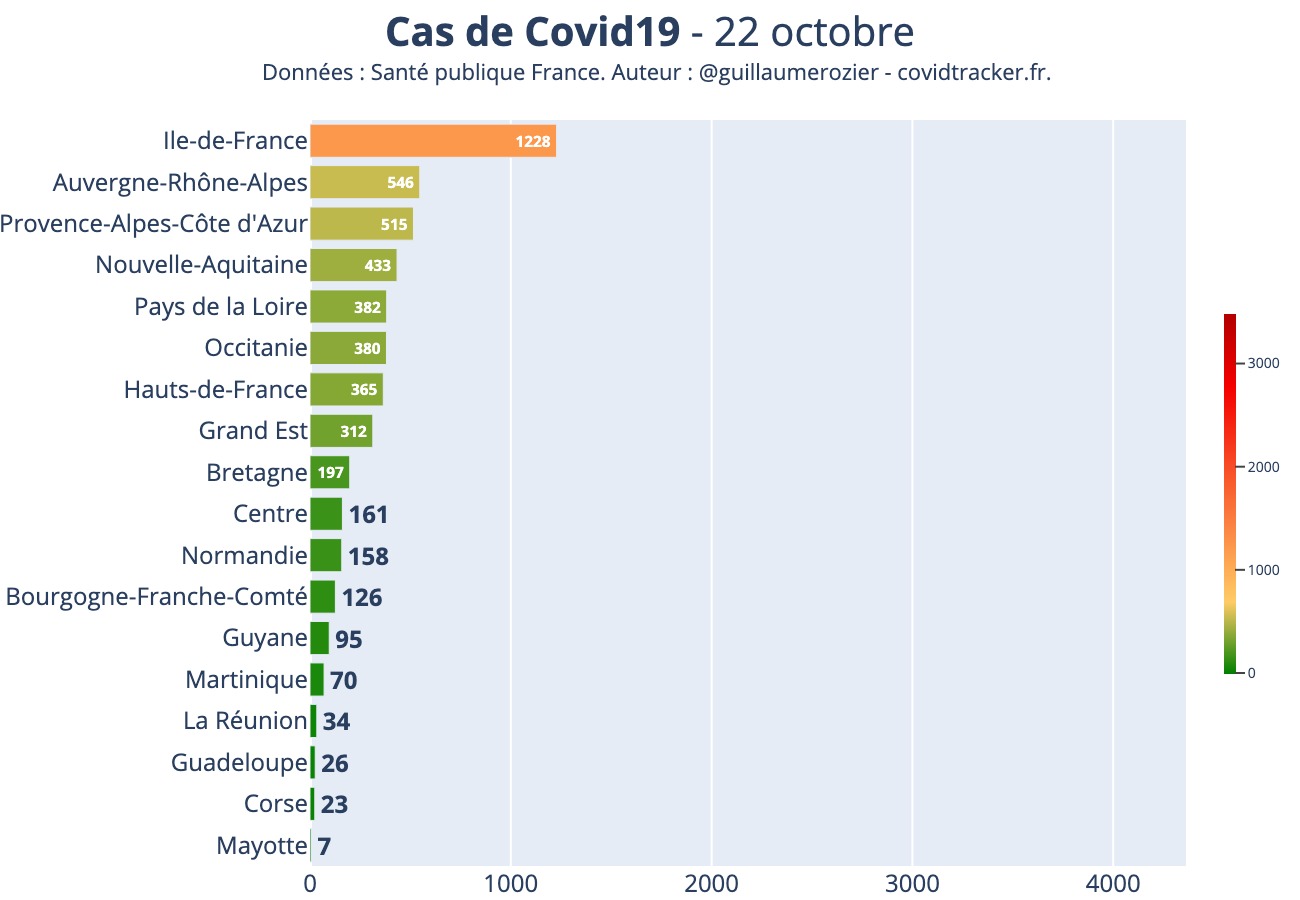 Cas de Covid19 - 22 octobre
Données : Santé publique France. Auteur : @guillaumerozier - covidtracker.fr.
Ile-de-France 1228
Auvergne-Rhône-Alpes 546
Provence-Alpes-Côte d'Azur 515
Nouvelle-Aquitaine 433
Pays de la Loire 382
Occitanie 380
Hauts-de-France 365
Grand Est 312
Bretagne 197
Centre 161
Normandie 158
Bourgogne-Franche-Comté 126
Guyane 95
Martinique 70
La Réunion 34
Guadeloupe 26
Corse 23
Mayotte 7
0 1000 2000 3000 4000
3000
2000
1000
0